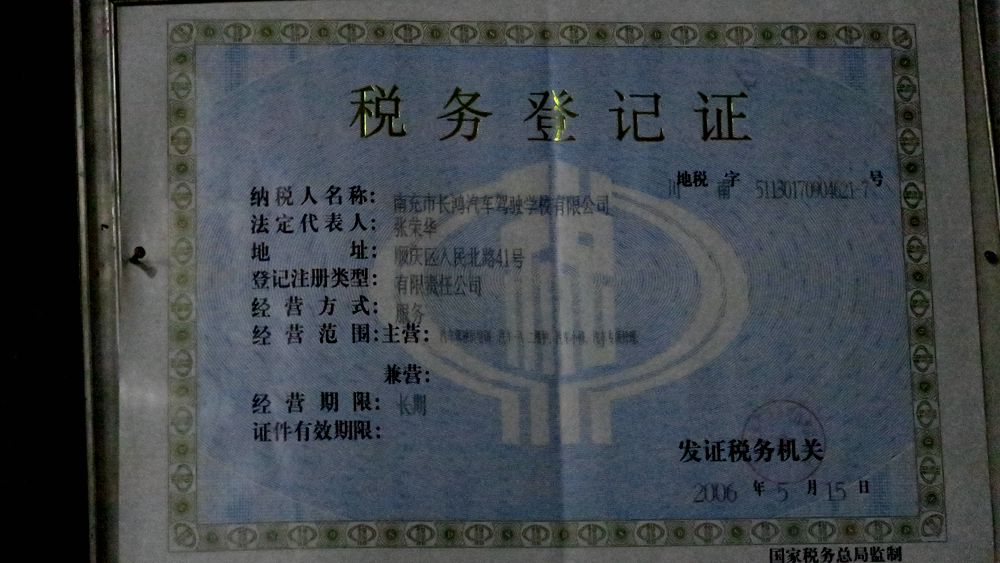 税务登记证
川地税 南字 51130170904621-7号
纳税人名称: 南充市长鸿汽车驾驶学校有限公司
法定代表人: 张荣华
地 址: 顺庆区人民北路41号
登记注册类型: 有限责任公司
经营方式: 服务
经营范围:主营:
兼营:
经营期限: 长期
证件有效期限:
发证税务机关
2006 年 5 月 15 日
国家税务总局监制